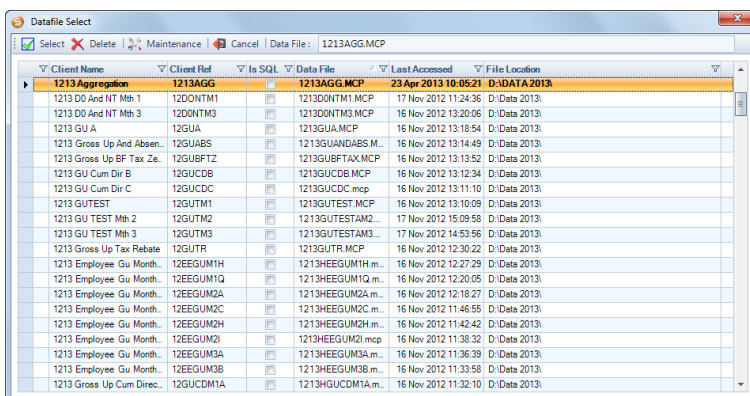 Datafile Select
Select Delete Maintenance Cancel Data File : 1213AGG.MCP
Client Name Client Ref Is SQL Data File Last Accessed File Location
1213 Aggregation 1213AGG 1213AGG.MCP 23 Apr 2013 10:05:21 D:\DATA 2013\
1213 D0 And NT Mth 1 12DONTM1 1213D0NTM1.MCP 17 Nov 2012 11:24:36 D:\Data 2013\
1213 D0 And NT Mth 3 12D0NTM3 1213D0NTM3.MCP 16 Nov 2012 13:20:06 D:\Data 2013\
1213 GU A 12GUA 1213GUA.MCP 16 Nov 2012 13:18:54 D:\Data 2013\
1213 Gross Up And Absen... 12GUABS 1213GUANDABS.M... 16 Nov 2012 13:14:49 D:\Data 2013\
1213 Gross Up BF Tax Ze... 12GUBFTZ 1213GUBFTAX.MCP 16 Nov 2012 13:13:52 D:\Data 2013\
1213 GU Cum Dir B 12GUCDB 1213GUCDB.MCP 16 Nov 2012 13:12:34 D:\Data 2013\
1213 GU Cum Dir C 12GUCDC 1213GUCDC.mcp 16 Nov 2012 13:11:10 D:\Data 2013\
1213 GUTEST 12GUTM1 1213GUTEST.MCP 16 Nov 2012 13:10:09 D:\Data 2013\
1213 GU TEST Mth 2 12GUTM2 1213GUTESTAM2... 17 Nov 2012 15:09:58 D:\Data 2013\
1213 GU TEST Mth 3 12GUTM3 1213GUTESTAM3... 17 Nov 2012 14:53:56 D:\Data 2013\
1213 Gross Up Tax Rebate 12GUTR 1213GUTR.MCP 16 Nov 2012 12:30:22 D:\Data 2013\
1213 Employee Gu Month... 12EEGUM1H 1213HEEGUM1H.m... 16 Nov 2012 12:27:29 D:\Data 2013\
1213 Employee Gu Month... 12EEGUM1Q 1213HEEGUM1Q.m... 16 Nov 2012 12:20:05 D:\Data 2013\
1213 Employee Gu Month... 12EEGUM2A 1213HEEGUM2A.m... 16 Nov 2012 12:18:27 D:\Data 2013\
1213 Employee Gu Month... 12EEGUM2C 1213HEEGUM2C.m... 16 Nov 2012 11:46:55 D:\Data 2013\
1213 Employee Gu Month... 12EEGUM2H 1213HEEGUM2H.m... 16 Nov 2012 11:42:42 D:\Data 2013\
1213 Employee Gu Month... 12EEGUM2I 1213HEEGUM2I.mcp 16 Nov 2012 11:38:32 D:\Data 2013\
1213 Employee Gu Month... 12EEGUM3A 1213HEEGUM3A.m... 16 Nov 2012 11:36:39 D:\Data 2013\
1213 Employee Gu Month... 12EEGUM3B 1213HEEGUM3B.m... 16 Nov 2012 11:33:58 D:\Data 2013\
1213 Gross Up Cum Direc... 12GUCDM1A 1213HGUCDM1A.m... 16 Nov 2012 11:32:10 D:\Data 2013\